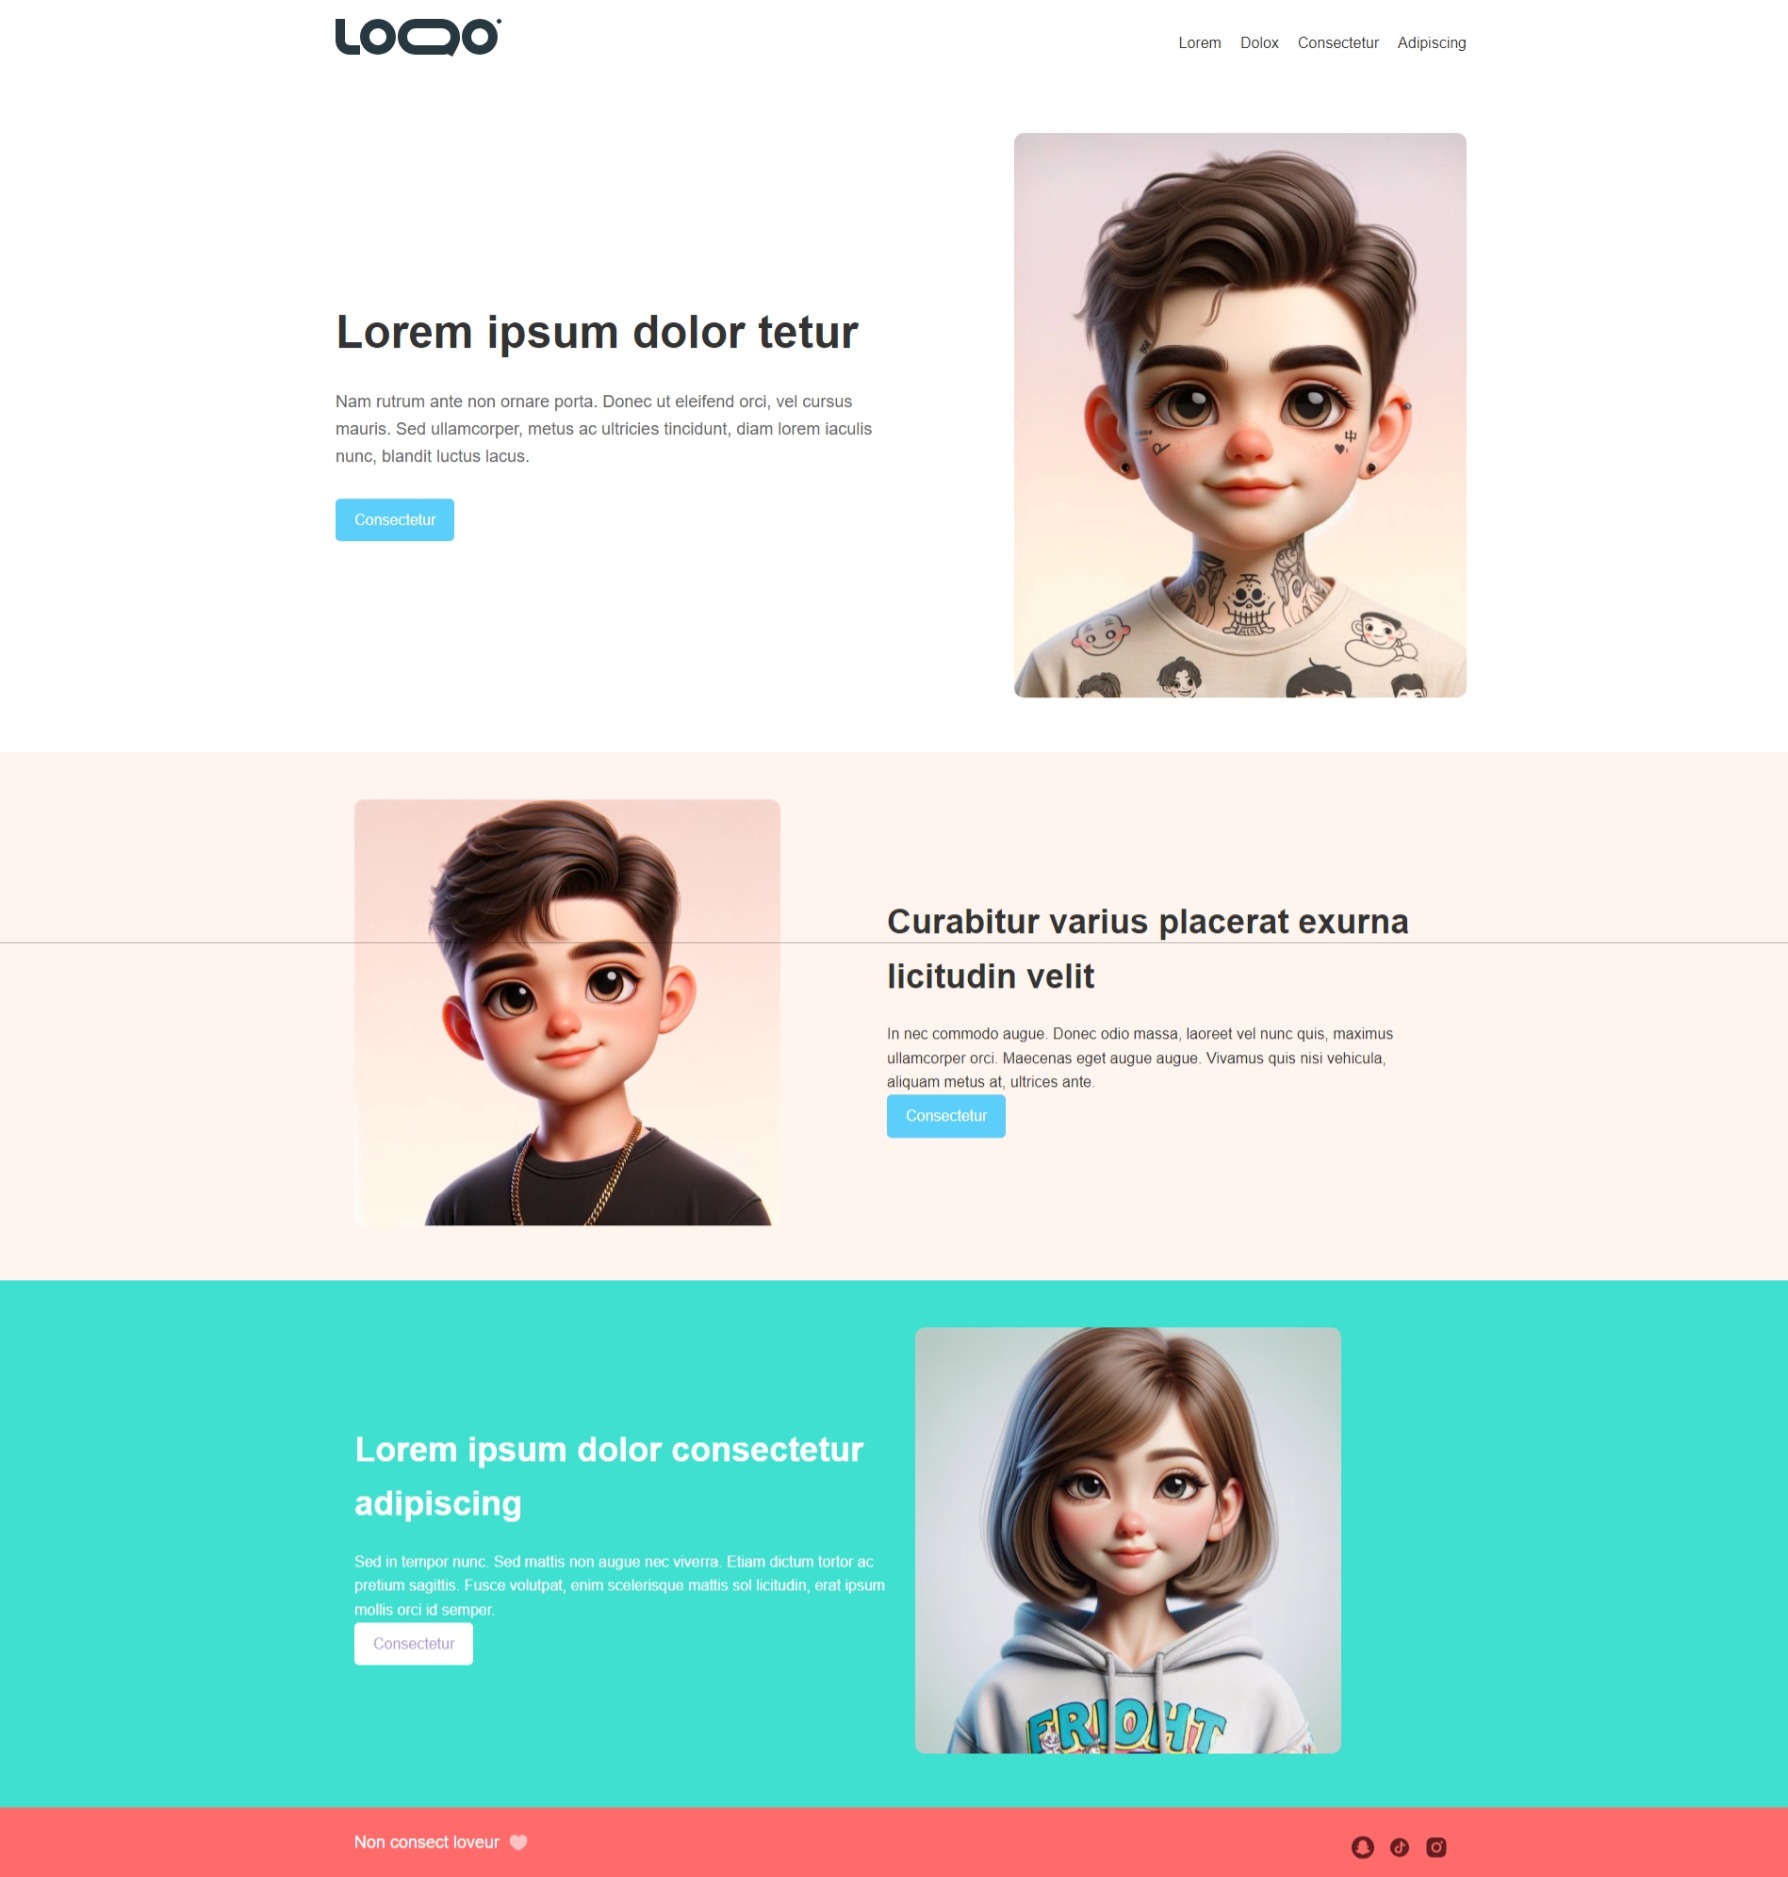 LOQO
Lorem Dolox Consectetur Adipiscing
Lorem ipsum dolor tetur
Nam rutrum ante non ornare porta. Donec ut eleifend orci, vel cursus
mauris. Sed ullamcorper, metus ac ultricies tincidunt, diam lorem iaculis
nunc, blandit luctus lacus.
Consectetur
Curabitur varius placerat exurna
licitudin velit
In nec commodo augue. Donec odio massa, laoreet vel nunc quis, maximus
ullamcorper orci. Maecenas eget augue augue. Vivamus quis nisi vehicula,
aliquam metus at, ultrices ante.
Consectetur
Lorem ipsum dolor consectetur
adipiscing
Sed in tempor nunc. Sed mattis non augue nec viverra. Etiam dictum tortor ac
pretium sagittis. Fusce volutpat, enim scelerisque mattis sol licitudin, erat ipsum
mollis orci id semper.
Consectetur
FRIOHT
Non consect loveur